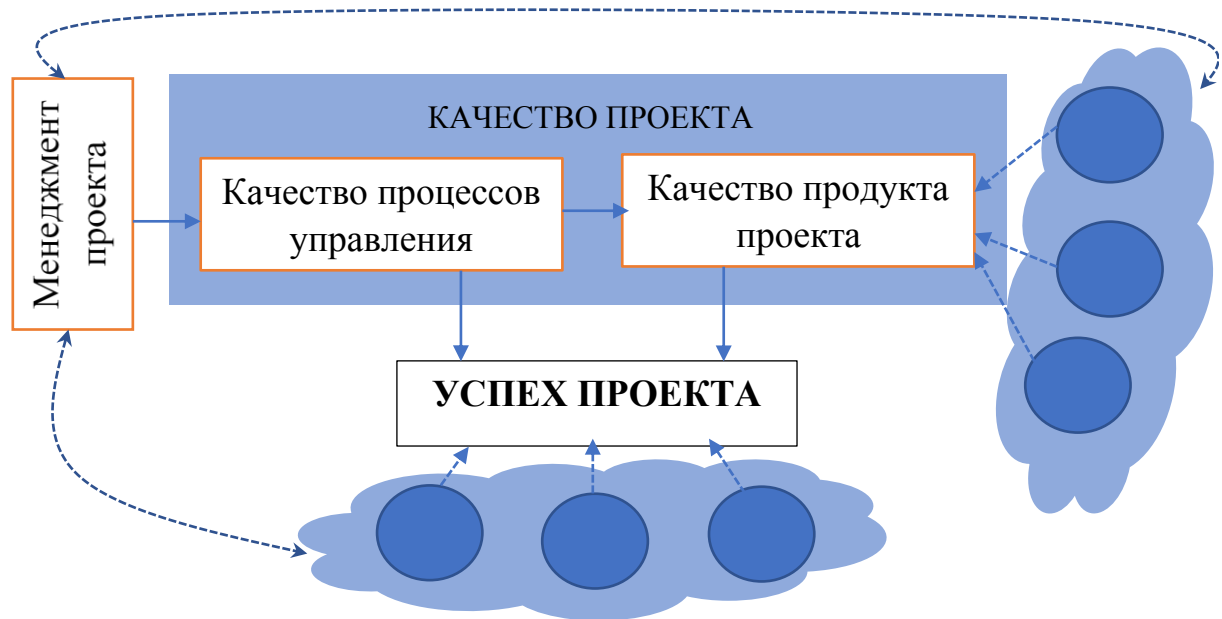 Менеджмент
проекта
КАЧЕСТВО ПРОЕКТА
Качество процессов
управления
Качество продукта
проекта
УСПЕХ ПРОЕКТА